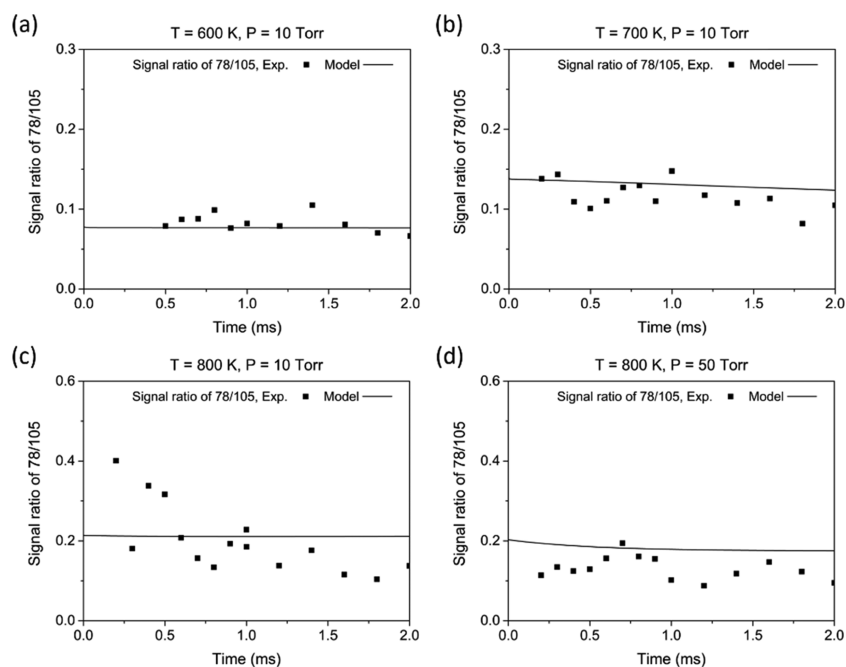 (a)
T = 600 K, P = 10 Torr
Signal ratio of 78/105, Exp. Model
Signal ratio of 78/105
0.3
0.2
0.1
0.0
0.0 0.5 1.0 1.5 2.0
Time (ms)
(b)
T = 700 K, P = 10 Torr
Signal ratio of 78/105, Exp. Model
Signal ratio of 78/105
0.3
0.2
0.1
0.0
0.0 0.5 1.0 1.5 2.0
Time (ms)
(c)
T = 800 K, P = 10 Torr
Signal ratio of 78/105, Exp. Model
Signal ratio of 78/105
0.6
0.4
0.2
0.0
0.0 0.5 1.0 1.5 2.0
Time (ms)
(d)
T = 800 K, P = 50 Torr
Signal ratio of 78/105, Exp. Model
Signal ratio of 78/105
0.6
0.4
0.2
0.0
0.0 0.5 1.0 1.5 2.0
Time (ms)